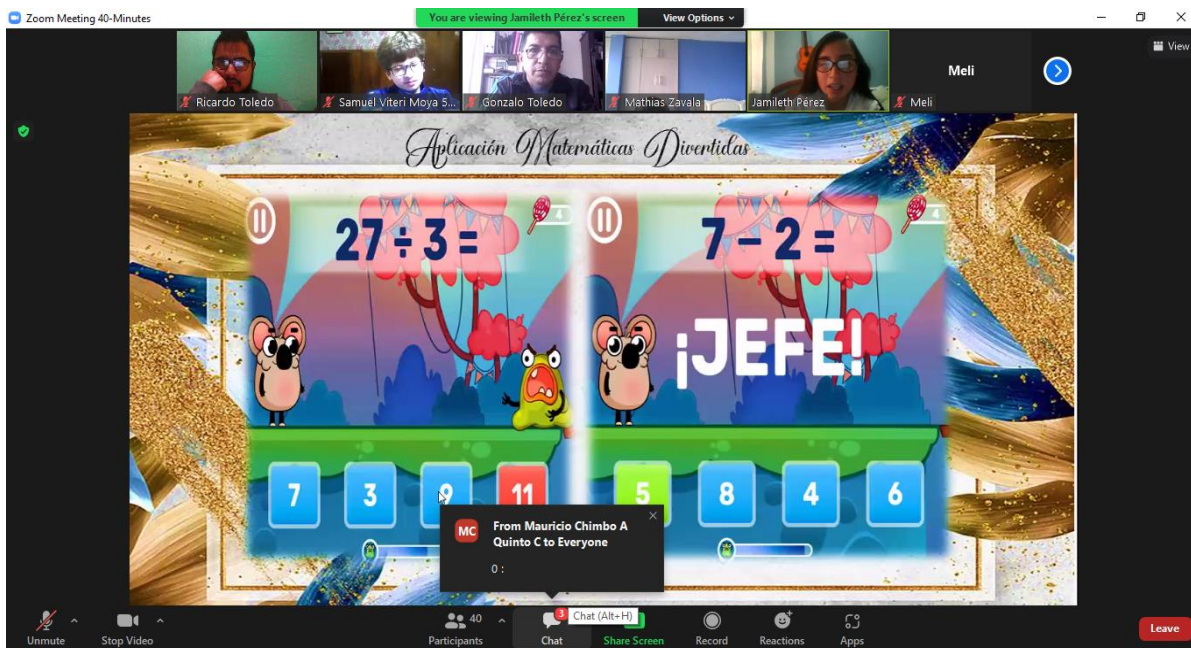 Zoom Meeting 40-Minutes
You are viewing Jamileth Pérez's screen
View Options
View
Ricardo Toledo
Samuel Viteri Moya 5...
Gonzalo Toledo
Mathias Zavala
Jamileth Pérez
Meli
Meli
Aplicación Matemáticas Divertidas
27 ÷ 3 =
4
7 3 9 11
7 - 2 =
4
¡JEFE!
5 8 4 6
MC
From Mauricio Chimbo A
Quinto C to Everyone
0 :
Unmute
Stop Video
Participants
40
Chat
3
Chat (Alt+H)
Share Screen
Record
Reactions
Apps
Leave